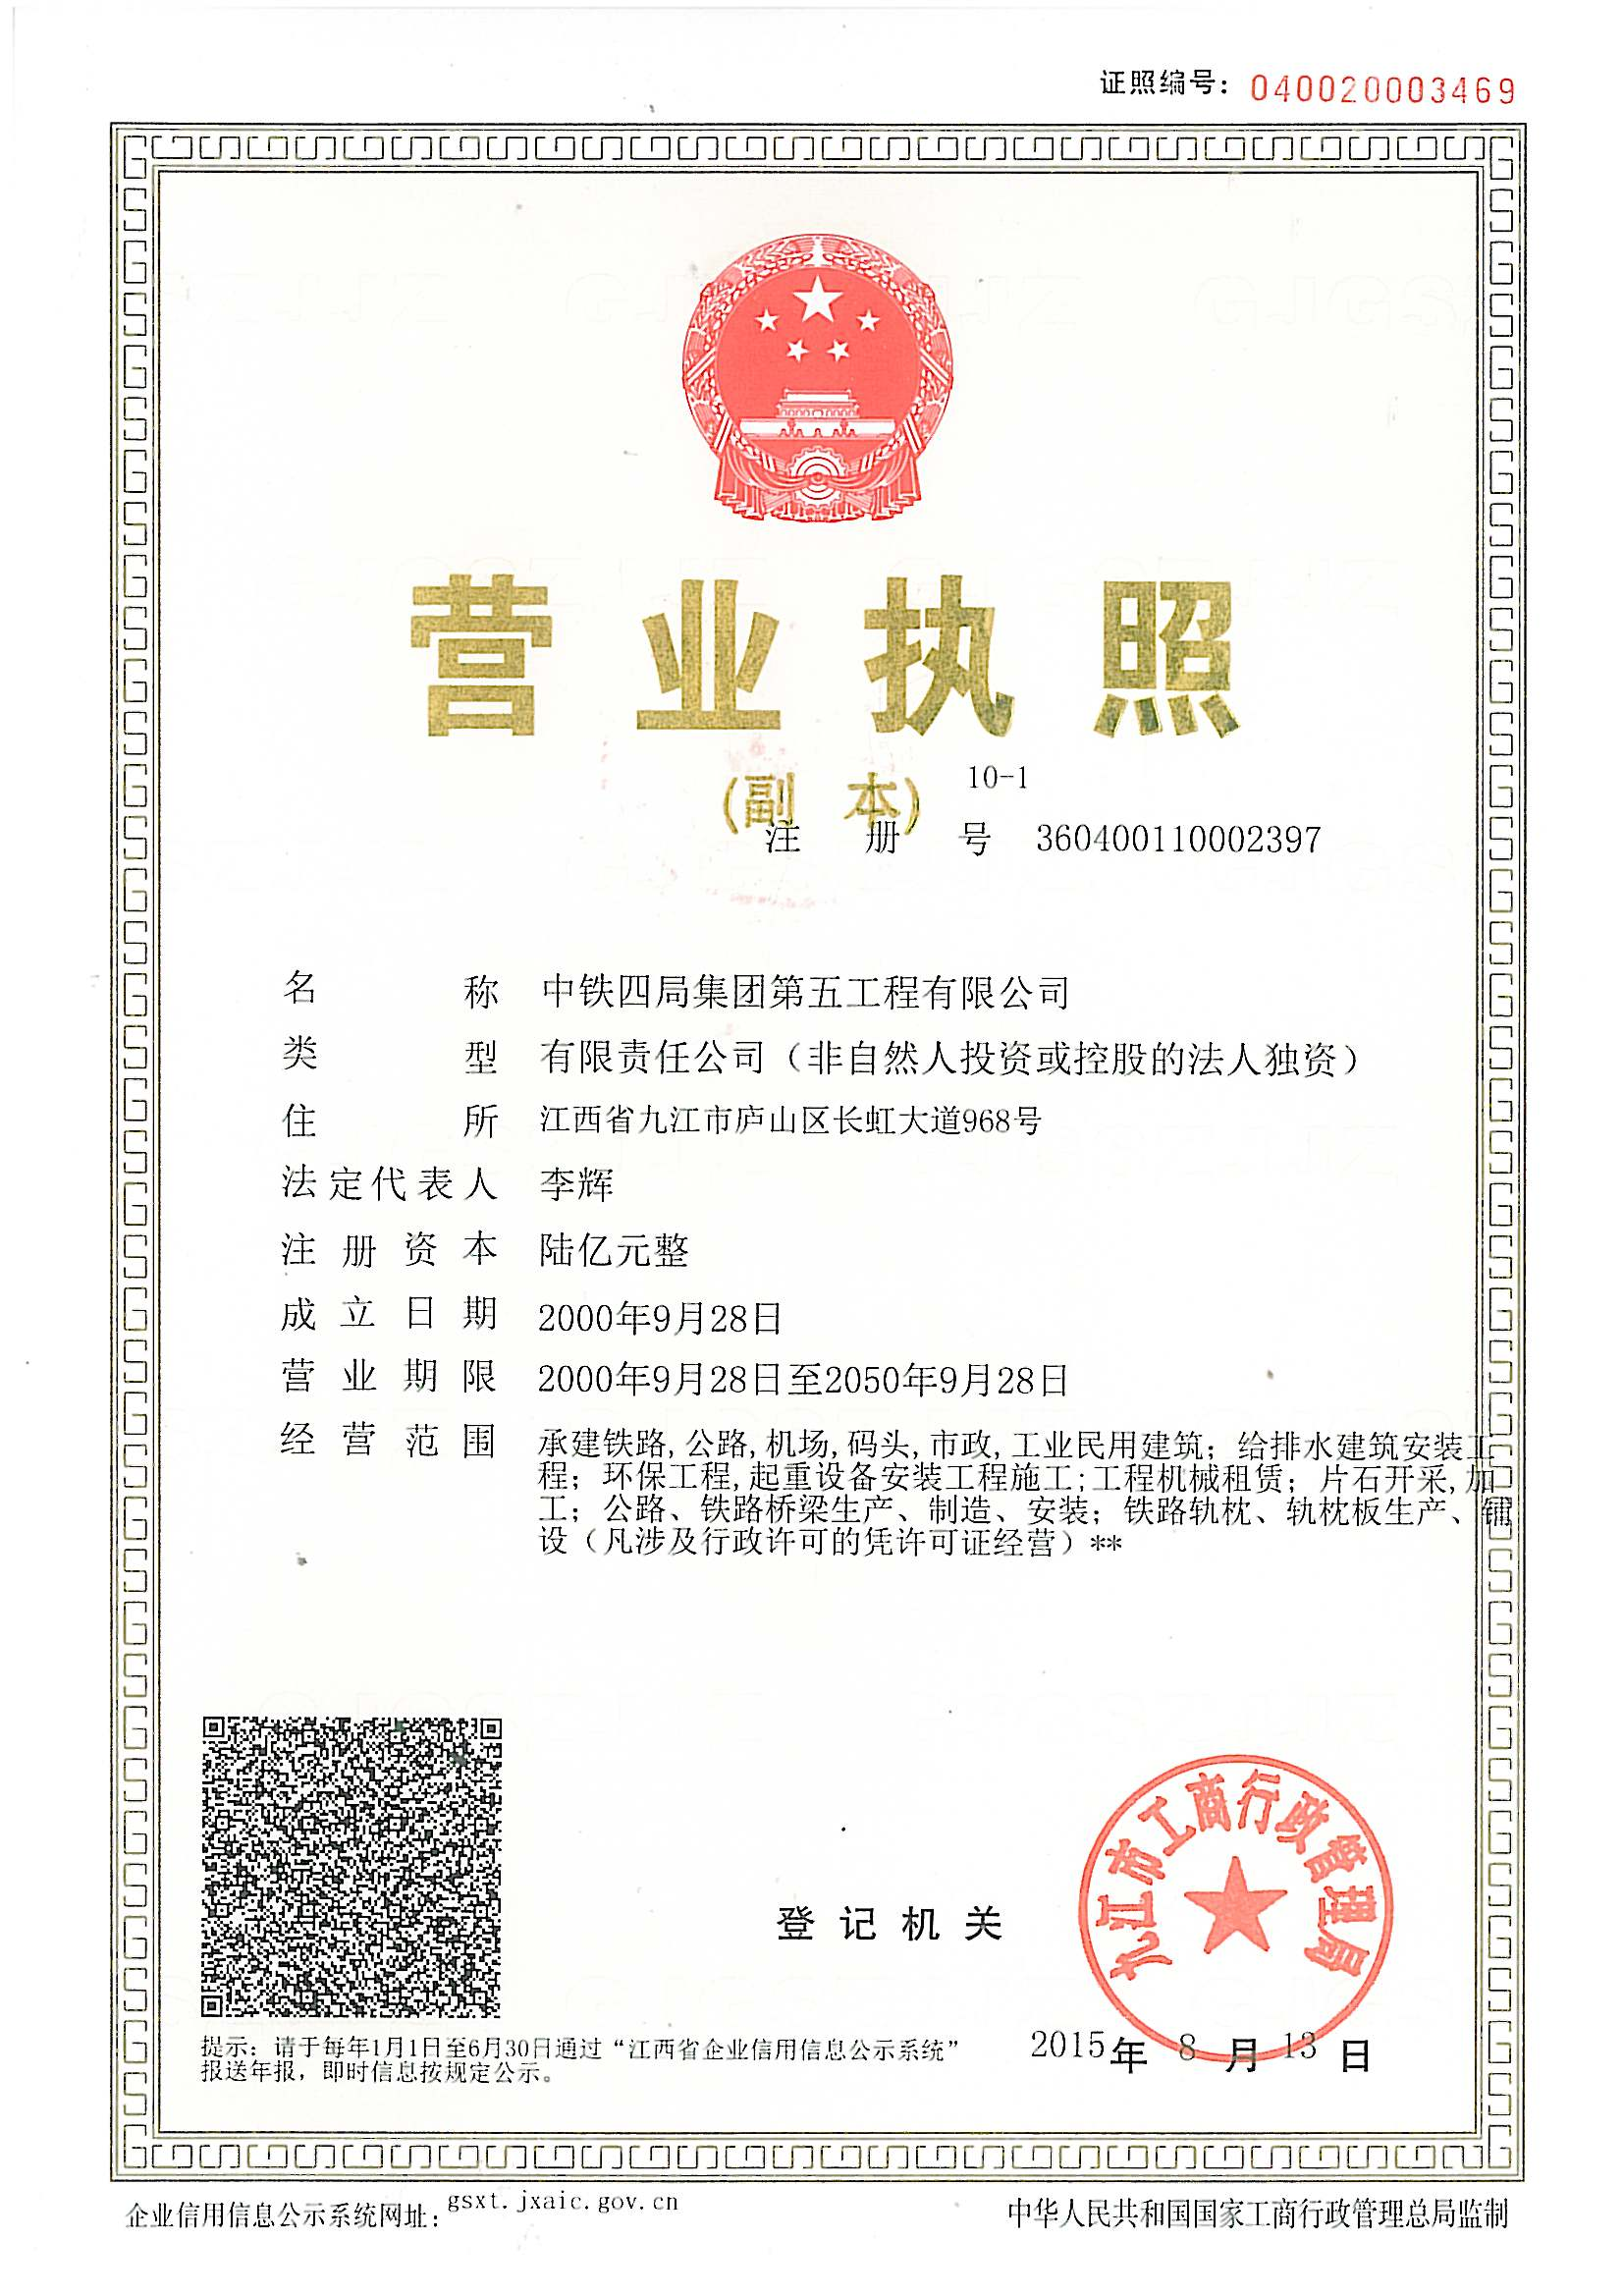 证照编号：040020003469
营业执照
(副 本) 10-1
注 册 号 360400110002397
名 称 中铁四局集团第五工程有限公司
类 型 有限责任公司（非自然人投资或控股的法人独资）
住 所 江西省九江市庐山区长虹大道968号
法定代表人 李辉
注册资本 陆亿元整
成立日期 2000年9月28日
营业期限 2000年9月28日至2050年9月28日
经营范围 承建铁路,公路,机场,码头,市政,工业民用建筑；给排水建筑安装工
程；环保工程,起重设备安装工程施工;工程机械租赁；片石开采,加
工；公路、铁路桥梁生产、制造、安装；铁路轨枕、轨枕板生产、铺
设（凡涉及行政许可的凭许可证经营）**
九江市工商行政管理局
登记机关
2015年 8 月 13 日
提示：请于每年1月1日至6月30日通过“江西省企业信用信息公示系统”
报送年报，即时信息按规定公示。
企业信用信息公示系统网址：gsxt.jxaic.gov.cn
中华人民共和国国家工商行政管理总局监制